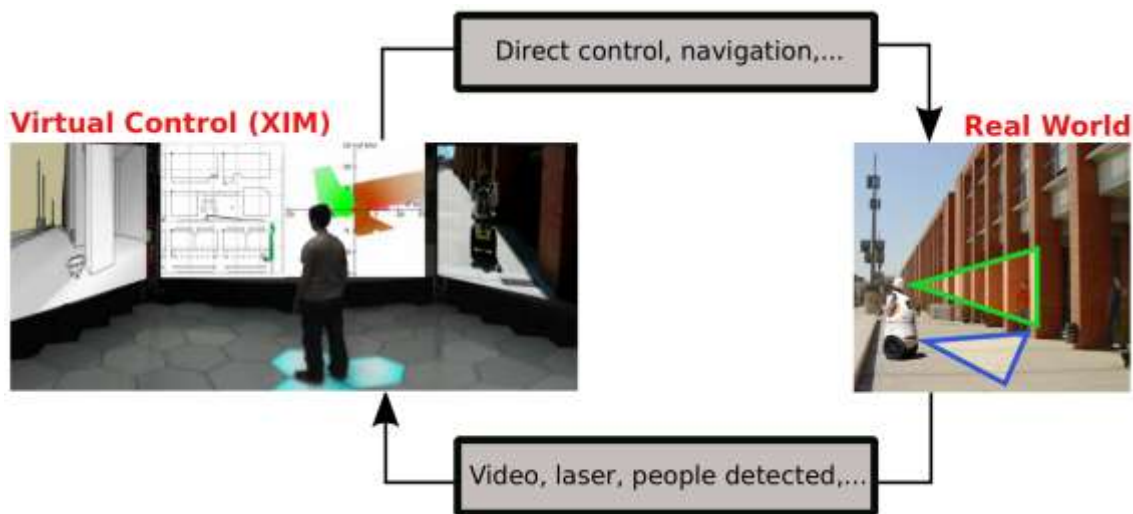 Direct control, navigation,...
Virtual Control (XIM)
Real World
Video, laser, people detected,...